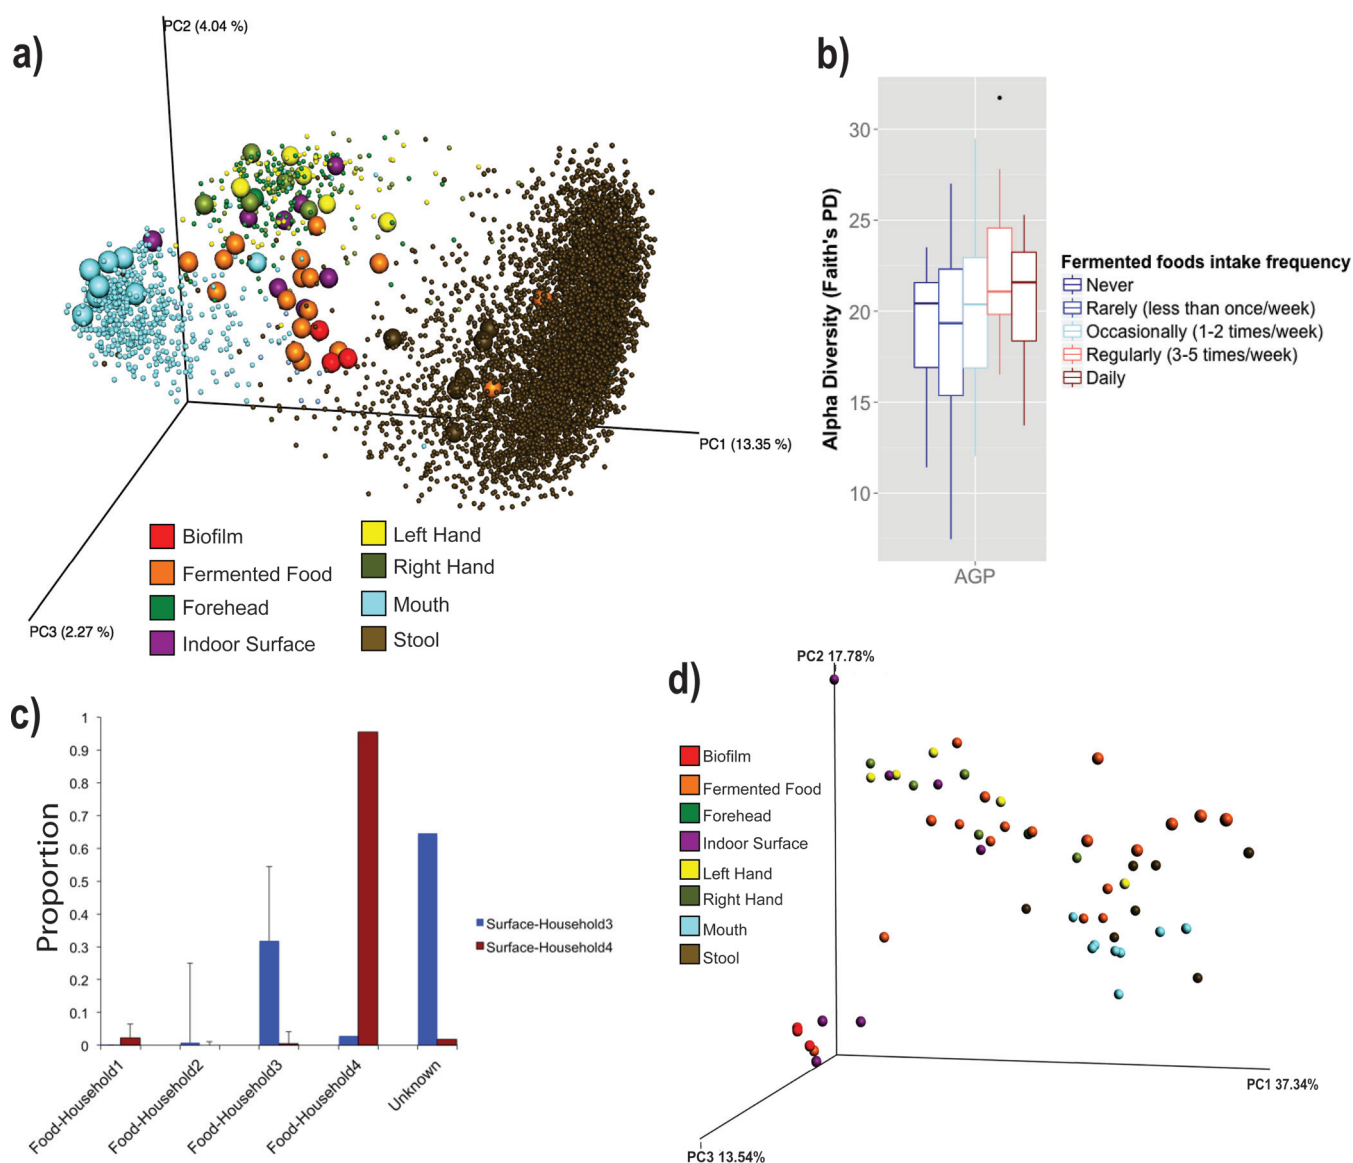 a)
PC2 (4.04 %)
PC1 (13.35 %)
PC3 (2.27 %)
Biofilm
Fermented Food
Forehead
Indoor Surface
Left Hand
Right Hand
Mouth
Stool
b)
Alpha Diversity (Faith's PD)
30
25
20
15
10
AGP
Fermented foods intake frequency
Never
Rarely (less than once/week)
Occasionally (1-2 times/week)
Regularly (3-5 times/week)
Daily
c)
Proportion
1
0.9
0.8
0.7
0.6
0.5
0.4
0.3
0.2
0.1
0
Food-Household1
Food-Household2
Food-Household3
Food-Household4
Unknown
Surface-Household3
Surface-Household4
d)
PC2 17.78%
Biofilm
Fermented Food
Forehead
Indoor Surface
Left Hand
Right Hand
Mouth
Stool
PC1 37.34%
PC3 13.54%